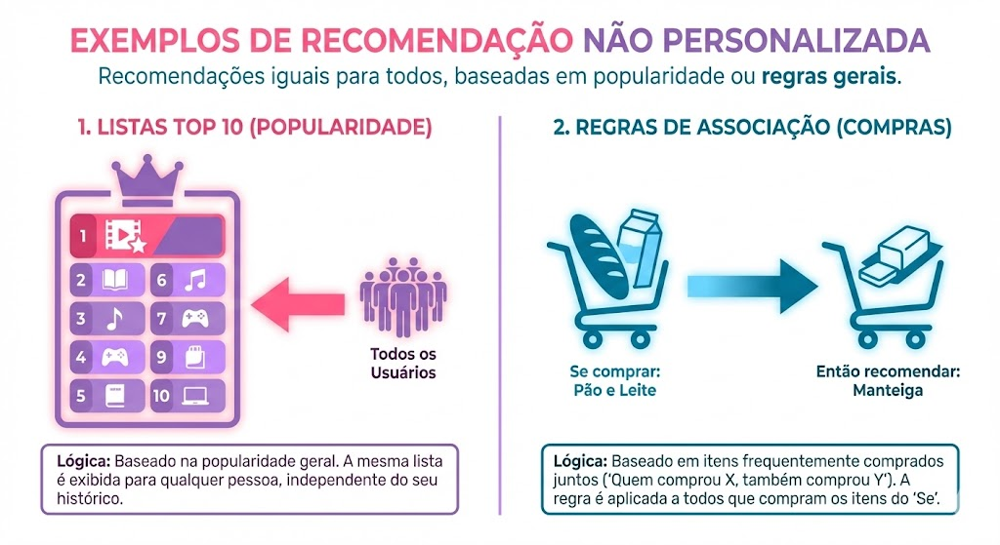 EXEMPLOS DE RECOMENDAÇÃO NÃO PERSONALIZADA
Recomendações iguais para todos, baseadas em popularidade ou regras gerais.
1. LISTAS TOP 10 (POPULARIDADE)
1
2
6
3
7
4
9
5
10
Todos os
Usuários
Lógica: Baseado na popularidade geral. A mesma lista
é exibida para qualquer pessoa, independente do seu
histórico.
2. REGRAS DE ASSOCIAÇÃO (COMPRAS)
Se comprar:
Pão e Leite
Então recomendar:
Manteiga
Lógica: Baseado em itens frequentemente comprados
juntos ('Quem comprou X, também comprou Y'). A
regra é aplicada a todos que compram os itens do 'Se'.